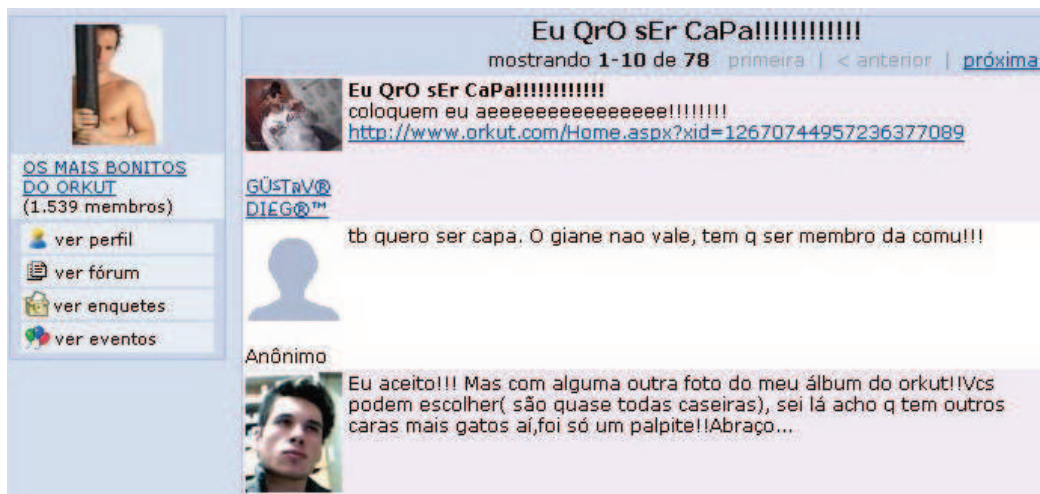 OS MAIS BONITOS
DO ORKUT
(1.539 membros)
ver perfil
ver fórum
ver enquetes
ver eventos
Eu QrO sEr CaPa!!!!!!!!!!!!!
mostrando 1-10 de 78 primeira | < anterior | próxima
Eu QrO sEr CaPa!!!!!!!!!!!!
coloquem eu aeeeeeeeeeeeeeeee!!!!!!!!
http://www.orkut.com/Home.aspx?xid=12670744957236377089
GÜSTAV®
DI£G®™
tb quero ser capa. O giane nao vale, tem q ser membro da comu!!!
Anônimo
Eu aceito!!! Mas com alguma outra foto do meu álbum do orkut!!Vcs
podem escolher( são quase todas caseiras), sei lá acho q tem outros
caras mais gatos aí,foi só um palpite!!Abraço...